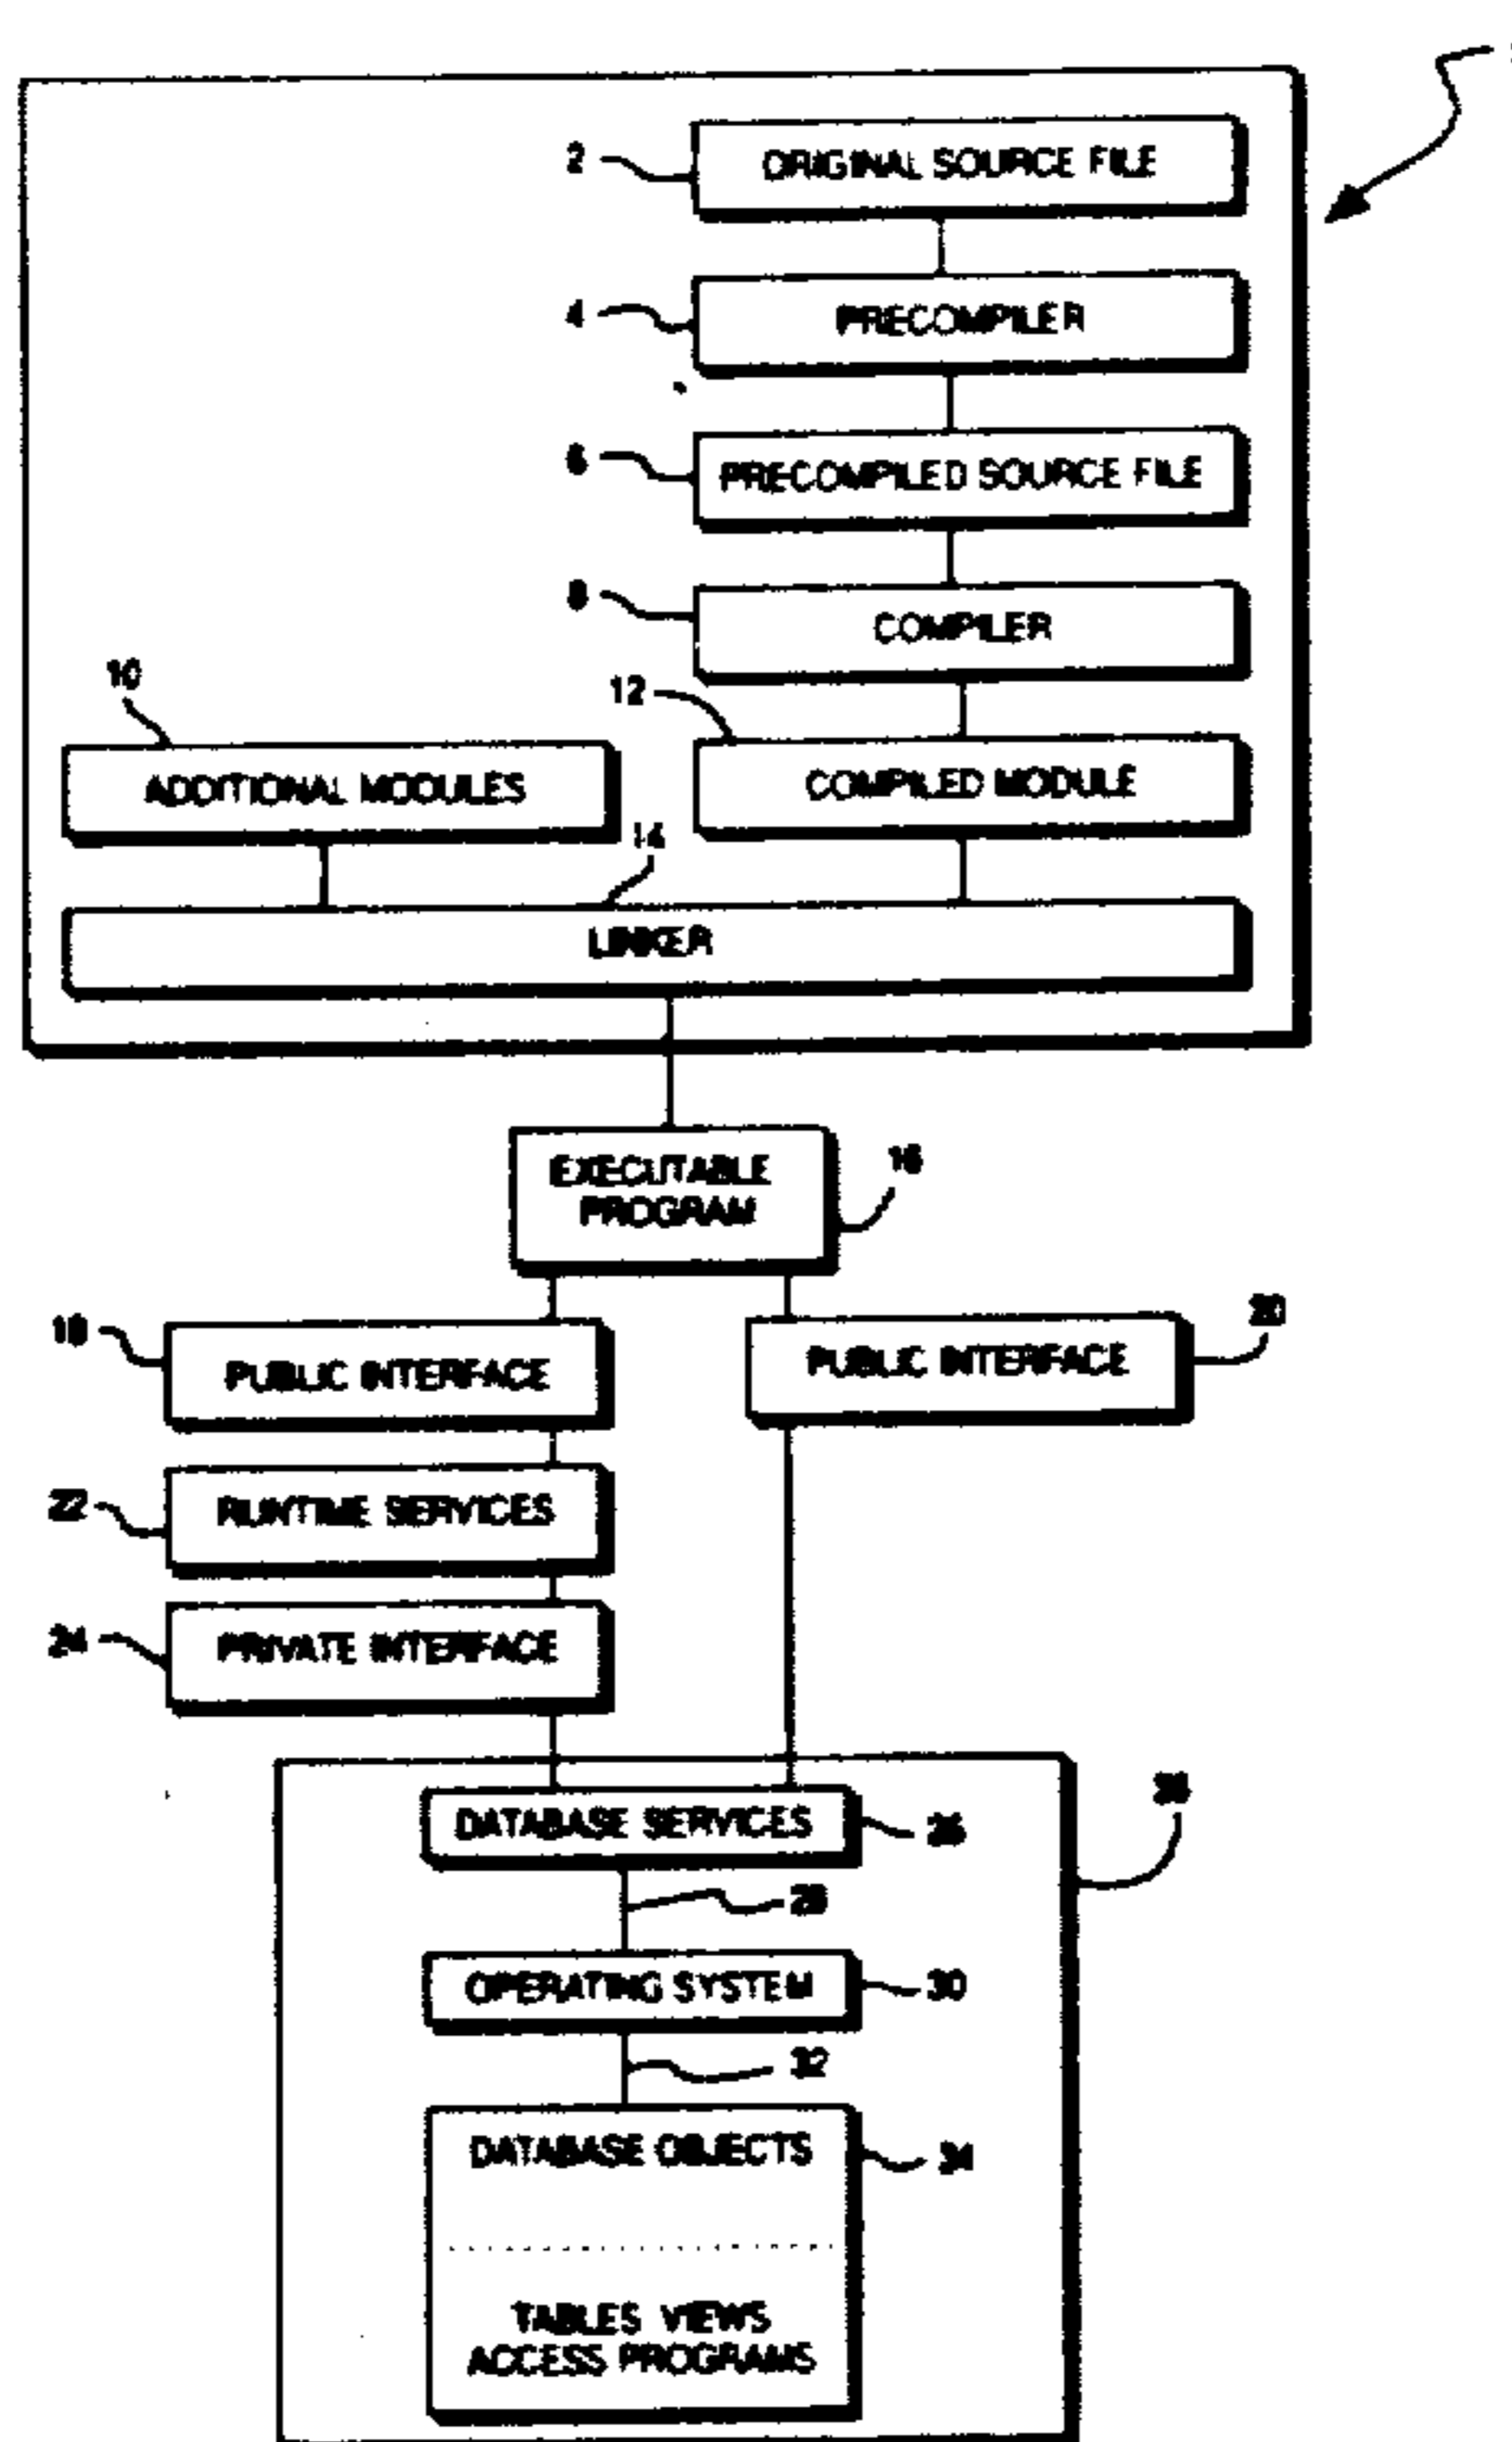 2
ORIGINAL SOURCE FILE
4
PRECOMPILER
6
PRECOMPILED SOURCE FILE
8
COMPILER
10
12
ADDITIONAL MODULES
COMPILED MODULE
14
LINKER
EXECUTABLE
PROGRAM
16
18
PUBLIC INTERFACE
PUBLIC INTERFACE
20
22
RUNTIME SERVICES
24
PRIVATE INTERFACE
DATABASE SERVICES
26
28
OPERATING SYSTEM
30
32
DATABASE OBJECTS
34
TABLES VIEWS
ACCESS PROGRAMS